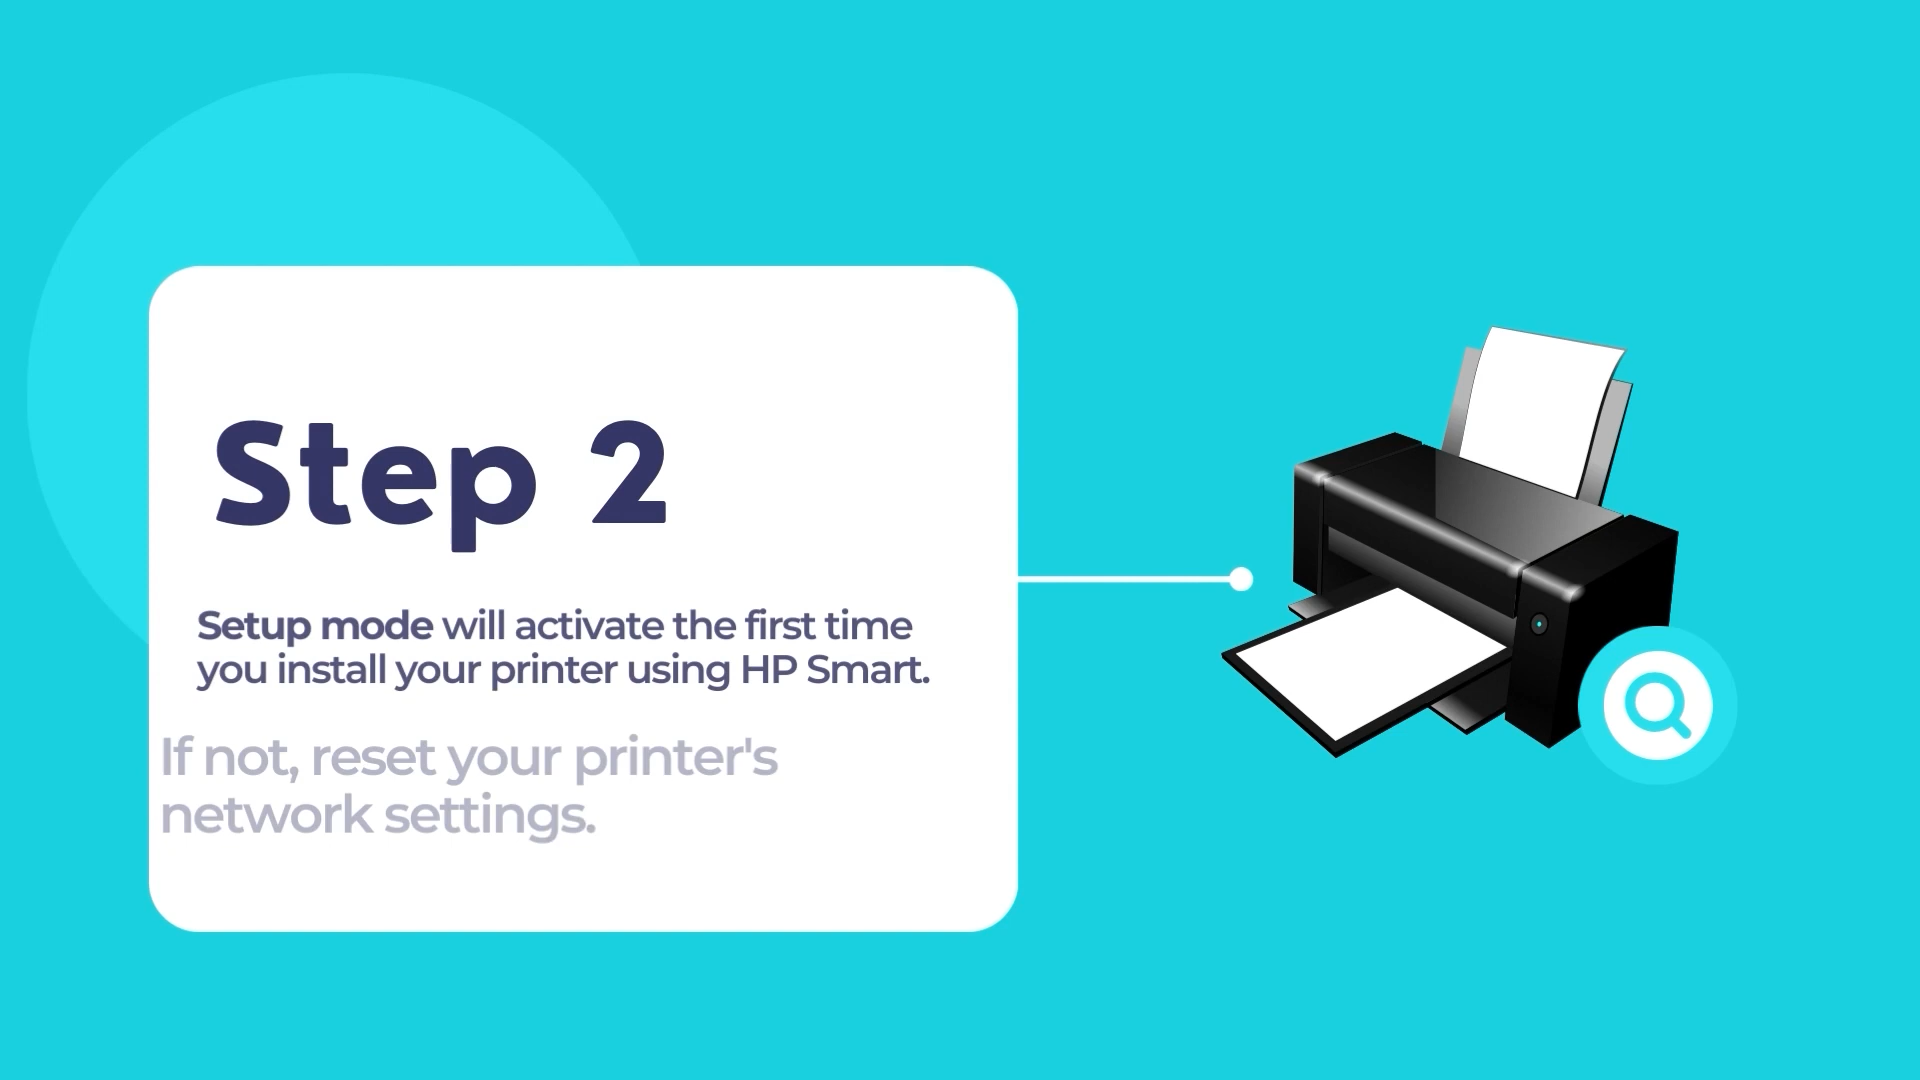 Step 2
Setup mode will activate the first time
you install your printer using HP Smart.
If not, reset your printer's
network settings.